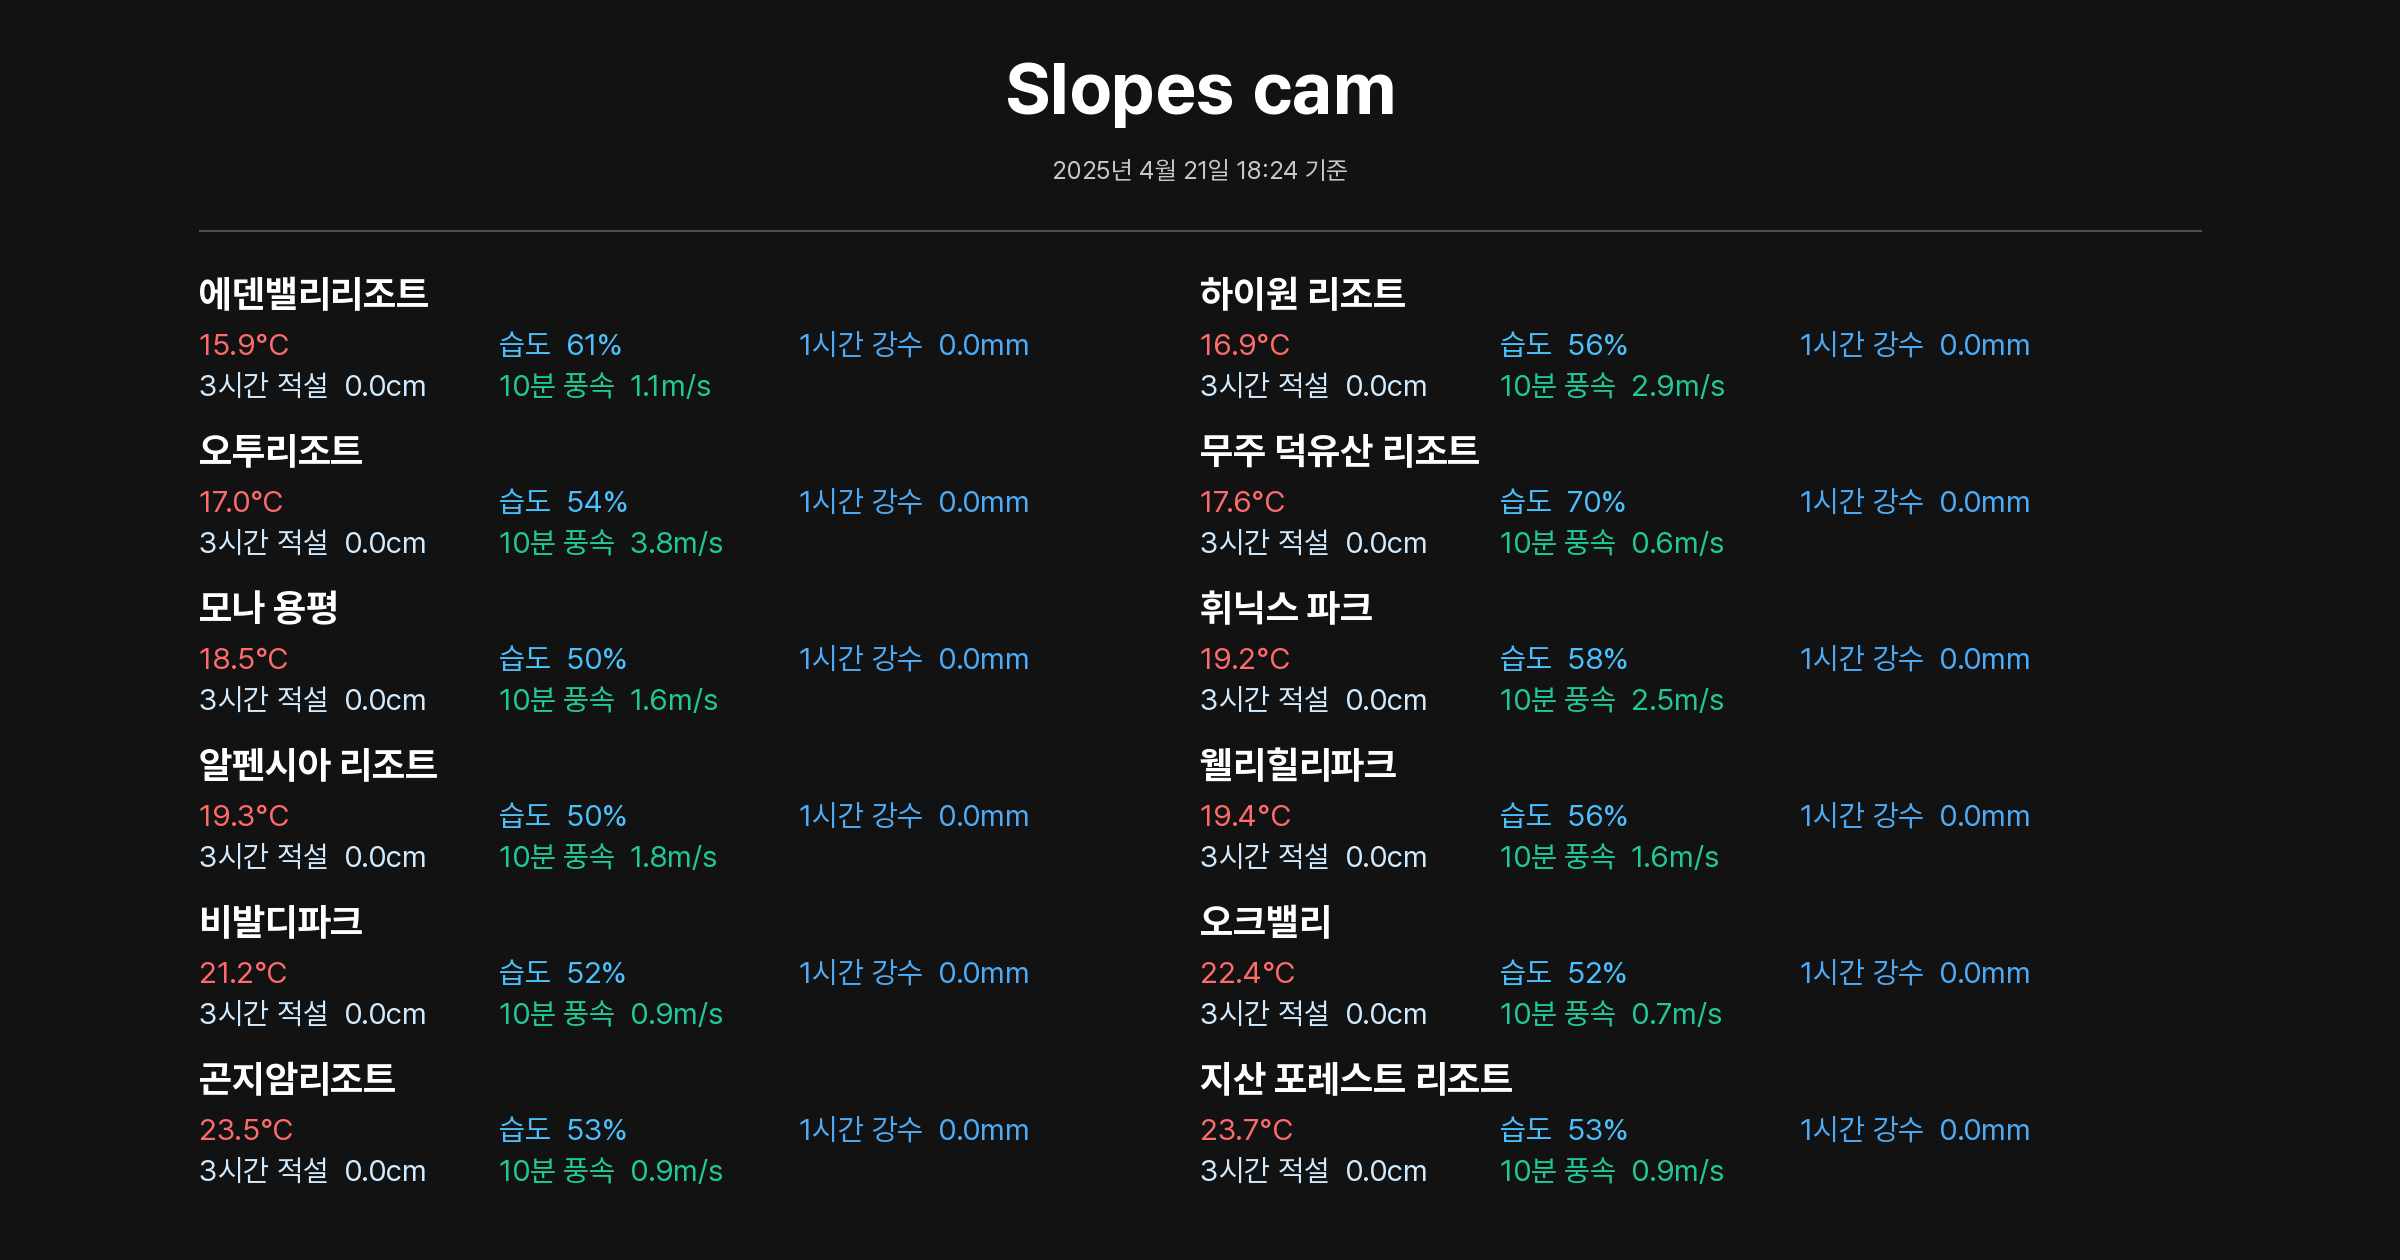 Slopes cam
2025년 4월 21일 18:24 기준
에덴밸리리조트
15.9°C 습도 61% 1시간 강수 0.0mm
3시간 적설 0.0cm 10분 풍속 1.1m/s
하이원 리조트
16.9°C 습도 56% 1시간 강수 0.0mm
3시간 적설 0.0cm 10분 풍속 2.9m/s
오투리조트
17.0°C 습도 54% 1시간 강수 0.0mm
3시간 적설 0.0cm 10분 풍속 3.8m/s
무주 덕유산 리조트
17.6°C 습도 70% 1시간 강수 0.0mm
3시간 적설 0.0cm 10분 풍속 0.6m/s
모나 용평
18.5°C 습도 50% 1시간 강수 0.0mm
3시간 적설 0.0cm 10분 풍속 1.6m/s
휘닉스 파크
19.2°C 습도 58% 1시간 강수 0.0mm
3시간 적설 0.0cm 10분 풍속 2.5m/s
알펜시아 리조트
19.3°C 습도 50% 1시간 강수 0.0mm
3시간 적설 0.0cm 10분 풍속 1.8m/s
웰리힐리파크
19.4°C 습도 56% 1시간 강수 0.0mm
3시간 적설 0.0cm 10분 풍속 1.6m/s
비발디파크
21.2°C 습도 52% 1시간 강수 0.0mm
3시간 적설 0.0cm 10분 풍속 0.9m/s
오크밸리
22.4°C 습도 52% 1시간 강수 0.0mm
3시간 적설 0.0cm 10분 풍속 0.7m/s
곤지암리조트
23.5°C 습도 53% 1시간 강수 0.0mm
3시간 적설 0.0cm 10분 풍속 0.9m/s
지산 포레스트 리조트
23.7°C 습도 53% 1시간 강수 0.0mm
3시간 적설 0.0cm 10분 풍속 0.9m/s